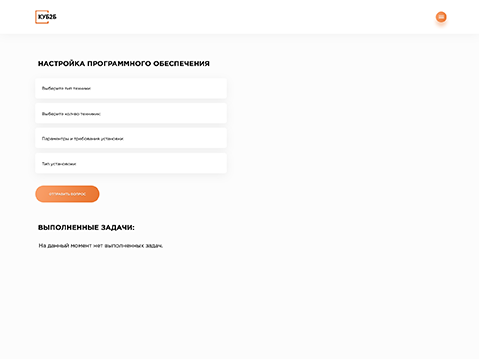 КУБ2Б
НАСТРОЙКА ПРОГРАММНОГО ОБЕСПЕЧЕНИЯ
Выберите тип техники:
Выберите кол-во техники:
Параметры и требования установки:
Тип установки:
ОТПРАВИТЬ ЗАПРОС
ВЫПОЛНЕННЫЕ ЗАДАЧИ:
На данный момент нет выполненных задач.